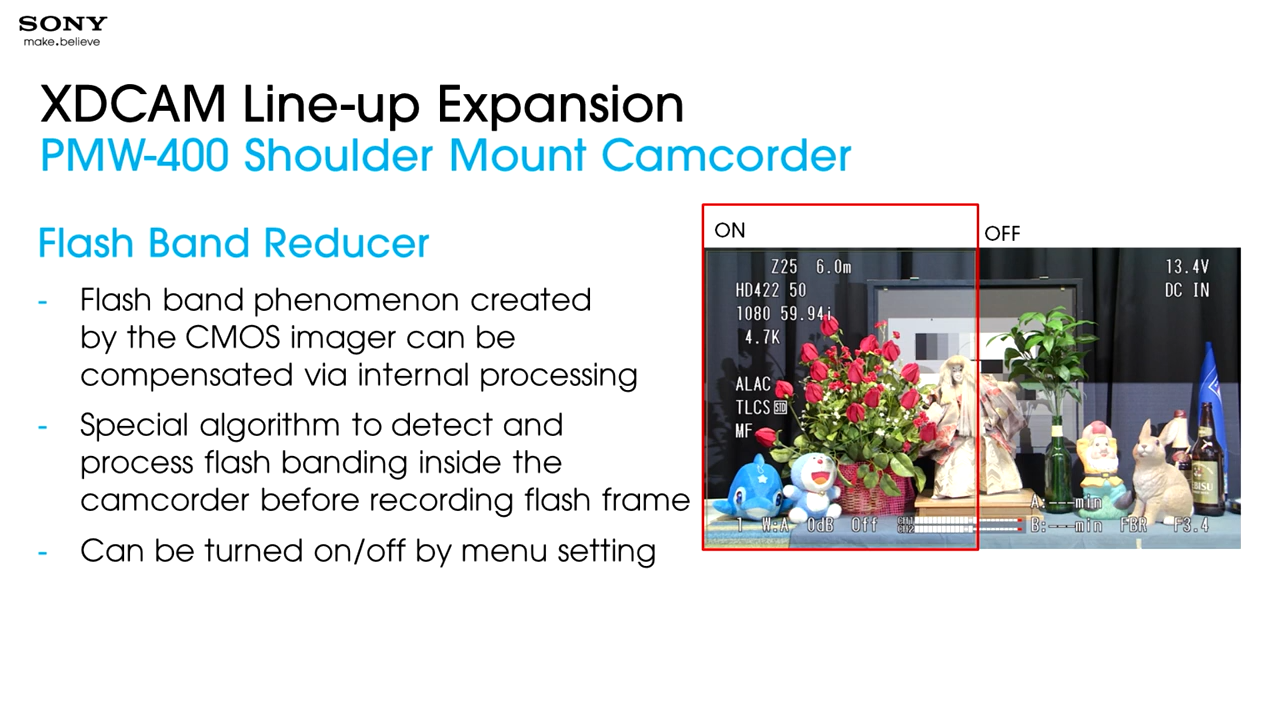 SONY
make.believe
XDCAM Line-up Expansion
PMW-400 Shoulder Mount Camcorder
Flash Band Reducer
- Flash band phenomenon created
by the CMOS imager can be
compensated via internal processing
- Special algorithm to detect and
process flash banding inside the
camcorder before recording flash frame
- Can be turned on/off by menu setting
ON
OFF
Z25 6.0m
13.4V
HD422 50
DC IN
1080 59.94i
4.7K
ALAC
TLCS STD
MF
A:---min
1 W:A 0dB Off
B:---min FBR F3.4